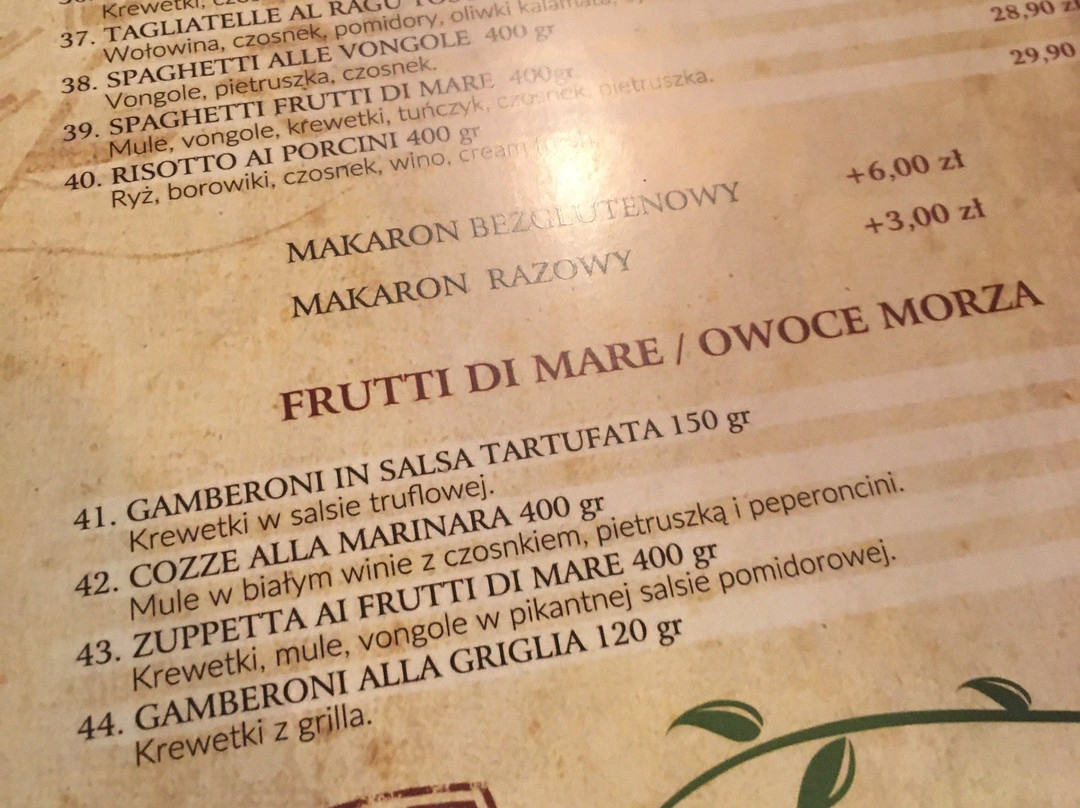 Krewetki,
37. TAGLIATELLE AL RAGU
Wołowina, czosnek, pomidory, oliwki kalamata,
28,90 zł
38. SPAGHETTI ALLE VONGOLE 400 gr
Vongole, pietruszka, czosnek.
29,90
39. SPAGHETTI FRUTTI DI MARE 400gr
Mule, vongole, krewetki, tuńczyk, czosnek, pietruszka.
40. RISOTTO AI PORCINI 400 gr
Ryż, borowiki, czosnek, wino, cream
MAKARON BEZGLUTENOWY +6,00 zł
MAKARON RAZOWY +3,00 zł
FRUTTI DI MARE / OWOCE MORZA
41. GAMBERONI IN SALSA TARTUFATA 150 gr
Krewetki w salsie truflowej.
42. COZZE ALLA MARINARA 400 gr
Mule w białym winie z czosnkiem, pietruszką i peperoncini.
43. ZUPPETTA AI FRUTTI DI MARE 400 gr
Krewetki, mule, vongole w pikantnej salsie pomidorowej.
44. GAMBERONI ALLA GRIGLIA 120 gr
Krewetki z grilla.